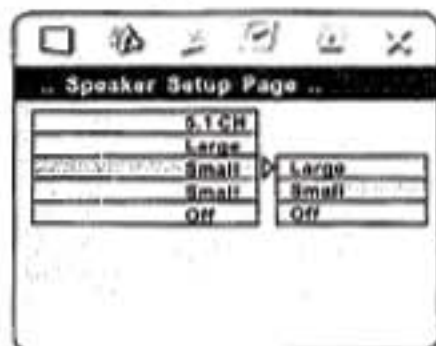 .. Speaker Setup Page ..
5.1 CH
Large
Small Large
Small Small
Off Off